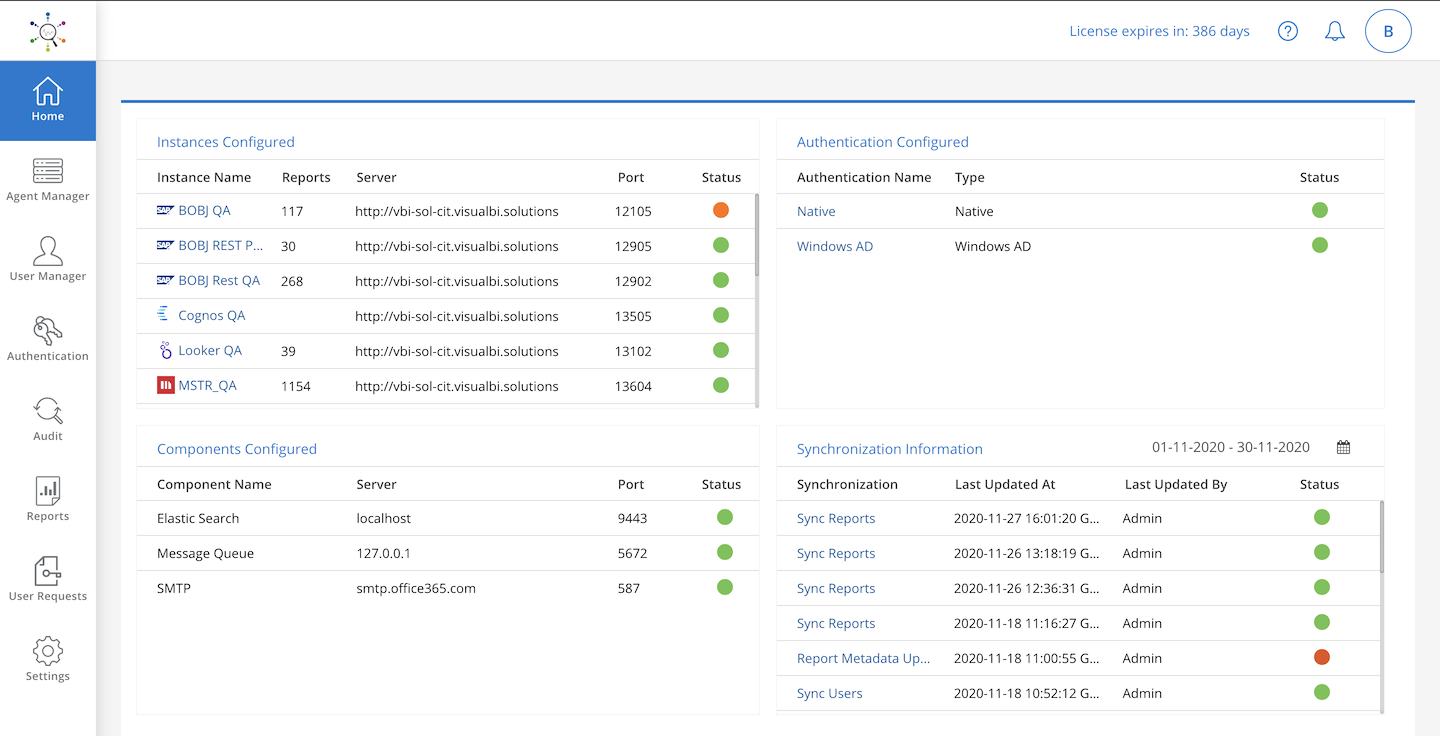 License expires in: 386 days
B
Home
Agent Manager
User Manager
Authentication
Audit
Reports
User Requests
Settings
Instances Configured
Instance Name Reports Server Port Status
SAP BOBJ QA 117 http://vbi-sol-cit.visualbi.solutions 12105
SAP BOBJ REST P... 30 http://vbi-sol-cit.visualbi.solutions 12905
SAP BOBJ Rest QA 268 http://vbi-sol-cit.visualbi.solutions 12902
Cognos QA http://vbi-sol-cit.visualbi.solutions 13505
Looker QA 39 http://vbi-sol-cit.visualbi.solutions 13102
MSTR_QA 1154 http://vbi-sol-cit.visualbi.solutions 13604
Authentication Configured
Authentication Name Type Status
Native Native
Windows AD Windows AD
Components Configured
Component Name Server Port Status
Elastic Search localhost 9443
Message Queue 127.0.0.1 5672
SMTP smtp.office365.com 587
Synchronization Information 01-11-2020 - 30-11-2020
Synchronization Last Updated At Last Updated By Status
Sync Reports 2020-11-27 16:01:20 G... Admin
Sync Reports 2020-11-26 13:18:19 G... Admin
Sync Reports 2020-11-26 12:36:31 G... Admin
Sync Reports 2020-11-18 11:16:27 G... Admin
Report Metadata Up... 2020-11-18 11:00:55 G... Admin
Sync Users 2020-11-18 10:52:12 G... Admin